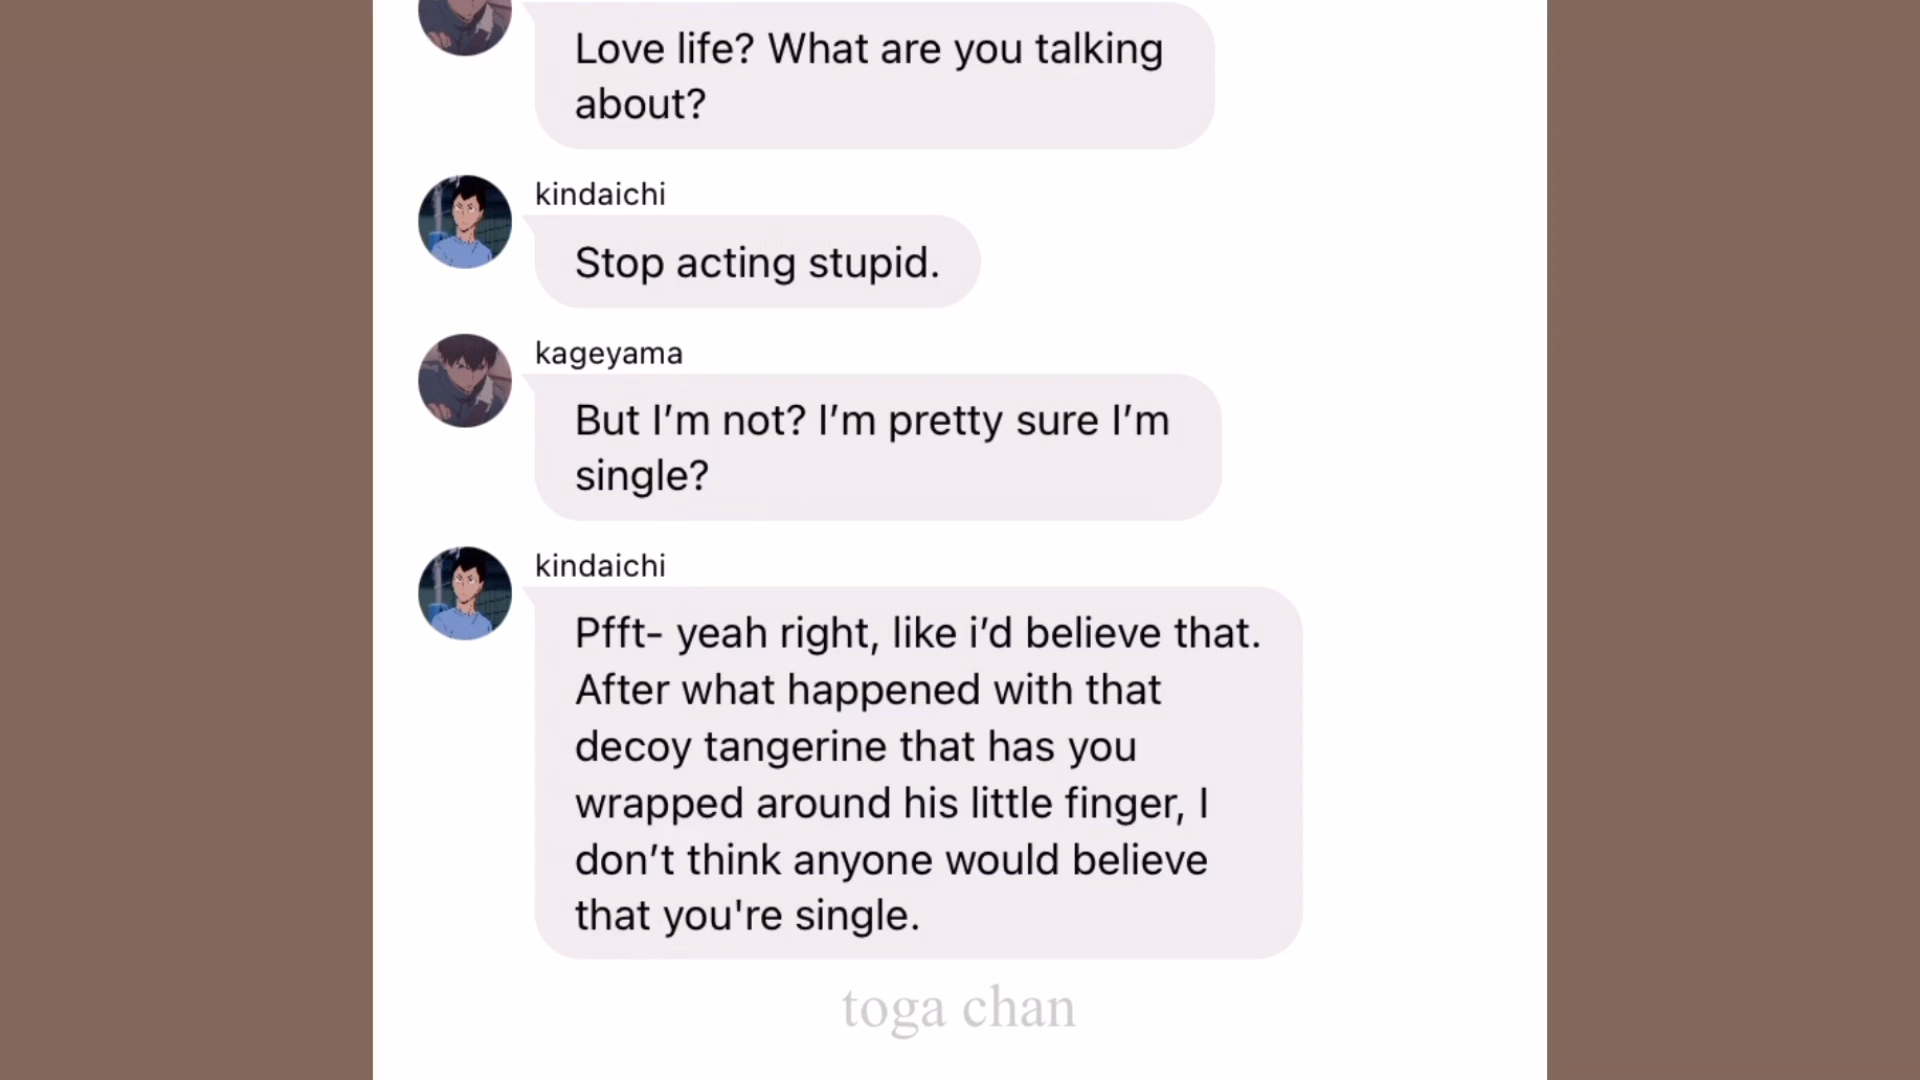 Love life? What are you talking
about?
kindaichi
Stop acting stupid.
kageyama
But I’m not? I’m pretty sure I’m
single?
kindaichi
Pfft- yeah right, like i’d believe that.
After what happened with that
decoy tangerine that has you
wrapped around his little finger, I
don’t think anyone would believe
that you're single.
toga chan